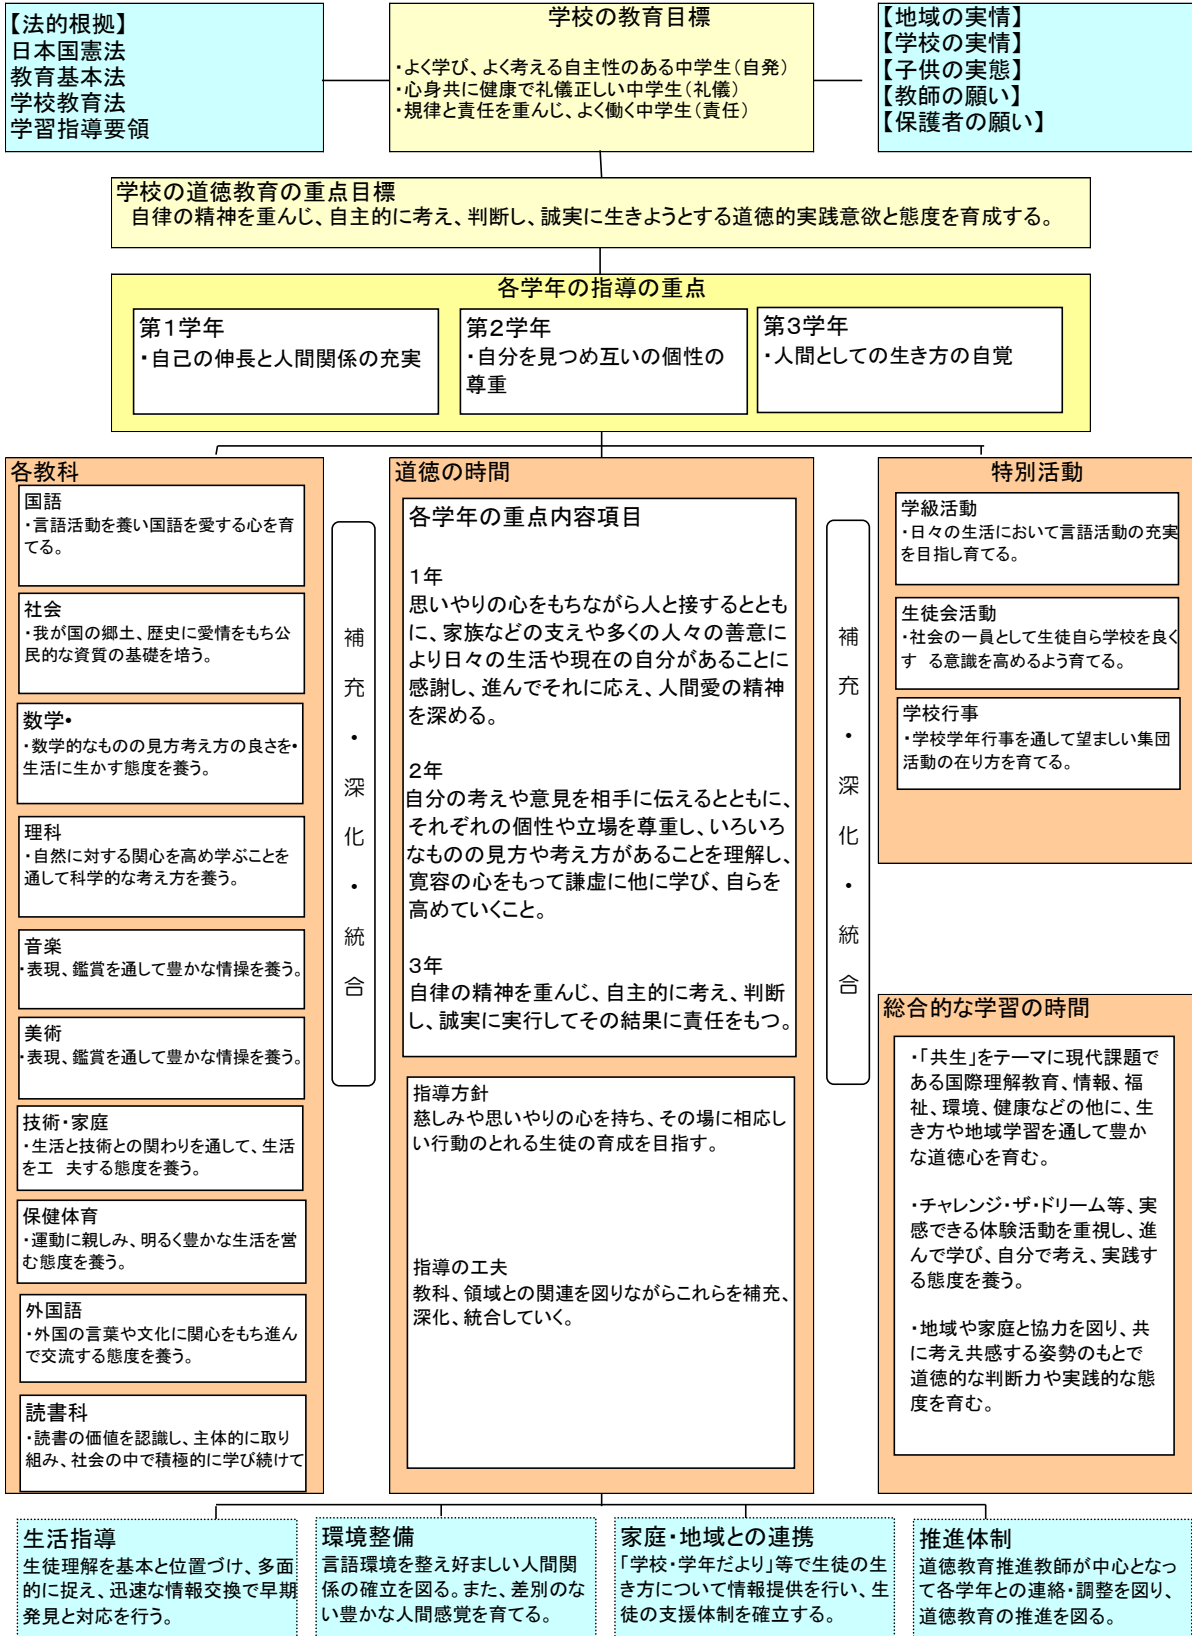 【法的根拠】
日本国憲法
教育基本法
学校教育法
学習指導要領
学校の教育目標
・よく学び、よく考える自主性のある中学生（自発）
・心身共に健康で礼儀正しい中学生（礼儀）
・規律と責任を重んじ、よく働く中学生（責任）
【地域の実情】
【学校の実情】
【子供の実態】
【教師の願い】
【保護者の願い】
学校の道徳教育の重点目標
自律の精神を重んじ、自主的に考え、判断し、誠実に生きようとする道徳的実践意欲と態度を育成する。
各学年の指導の重点
第１学年
・自己の伸長と人間関係の充実
第２学年
・自分を見つめ互いの個性の
尊重
第３学年
・人間としての生き方の自覚
各教科
国語
・言語活動を養い国語を愛する心を育
てる。
社会
・我が国の郷土、歴史に愛情をもち公
民的な資質の基礎を培う。
数学・
・数学的なものの見方考え方の良さを・
生活に生かす態度を養う。
理科
・自然に対する関心を高め学ぶことを
通して科学的な考え方を養う。
音楽
・表現、鑑賞を通して豊かな情操を養う。
美術
・表現、鑑賞を通して豊かな情操を養う。
技術・家庭
・生活と技術との関わりを通して、生活
を工　夫する態度を養う。
保健体育
・運動に親しみ、明るく豊かな生活を営
む態度を養う。
外国語
・外国の言葉や文化に関心をもち進ん
で交流する態度を養う。
読書科
・読書の価値を認識し、主体的に取り
組み、社会の中で積極的に学び続けて
補充・深化・統合
道徳の時間
各学年の重点内容項目
１年
思いやりの心をもちながら人と接するととも
に、家族などの支えや多くの人々の善意に
より日々の生活や現在の自分があることに
感謝し、進んでそれに応え、人間愛の精神
を深める。
２年
自分の考えや意見を相手に伝えるとともに、
それぞれの個性や立場を尊重し、いろいろ
なものの見方や考え方があることを理解し、
寛容の心をもって謙虚に他に学び、自らを
高めていくこと。
３年
自律の精神を重んじ、自主的に考え、判断
し、誠実に実行してその結果に責任をもつ。
指導方針
慈しみや思いやりの心を持ち、その場に相応し
い行動のとれる生徒の育成を目指す。
指導の工夫
教科、領域との関連を図りながらこれらを補充、
深化、統合していく。
補充・深化・統合
特別活動
学級活動
・日々の生活において言語活動の充実
を目指し育てる。
生徒会活動
・社会の一員として生徒自ら学校を良く
す　る意識を高めるよう育てる。
学校行事
・学校学年行事を通して望ましい集団
活動の在り方を育てる。
総合的な学習の時間
・「共生」をテーマに現代課題で
ある国際理解教育、情報、福
祉、環境、健康などの他に、生
き方や地域学習を通して豊か
な道徳心を育む。
・チャレンジ・ザ・ドリーム等、実
感できる体験活動を重視し、進
んで学び、自分で考え、実践す
る態度を養う。
・地域や家庭と協力を図り、共
に考え共感する姿勢のもとで
道徳的な判断力や実践的な態
度を育む。
生活指導
生徒理解を基本と位置づけ、多面
的に捉え、迅速な情報交換で早期
発見と対応を行う。
環境整備
言語環境を整え好ましい人間関
係の確立を図る。また、差別のな
い豊かな人間感覚を育てる。
家庭・地域との連携
「学校・学年だより」等で生徒の生
き方について情報提供を行い、生
徒の支援体制を確立する。
推進体制
道徳教育推進教師が中心となっ
て各学年との連絡・調整を図り、
道徳教育の推進を図る。